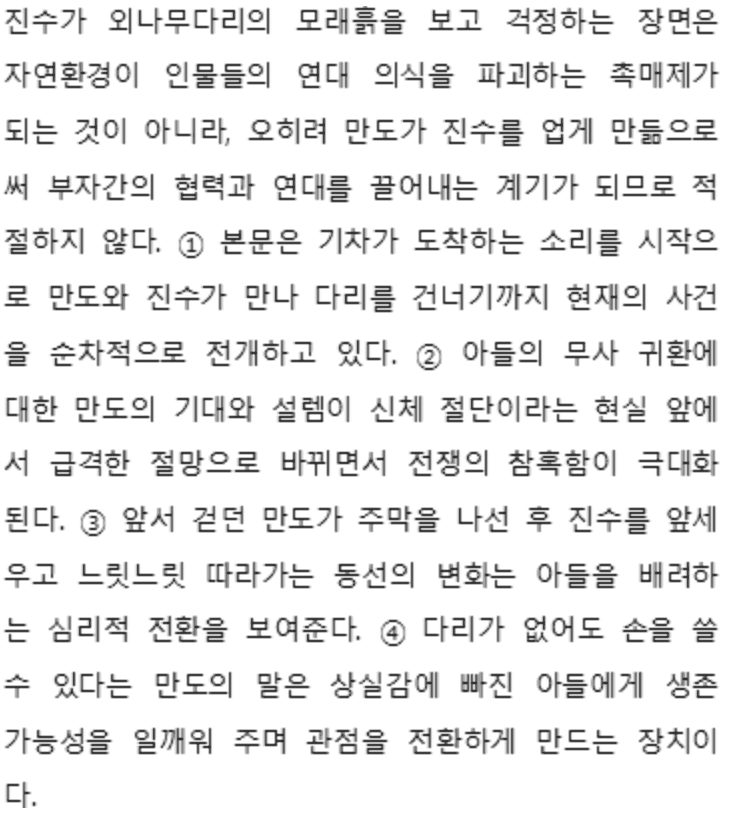 진수가 외나무다리의 모래흙을 보고 걱정하는 장면은
자연환경이 인물들의 연대 의식을 파괴하는 촉매제가
되는 것이 아니라, 오히려 만도가 진수를 업게 만듦으로
써 부자간의 협력과 연대를 끌어내는 계기가 되므로 적
절하지 않다. ① 본문은 기차가 도착하는 소리를 시작으
로 만도와 진수가 만나 다리를 건너기까지 현재의 사건
을 순차적으로 전개하고 있다. ② 아들의 무사 귀환에
대한 만도의 기대와 설렘이 신체 절단이라는 현실 앞에
서 급격한 절망으로 바뀌면서 전쟁의 참혹함이 극대화
된다. ③ 앞서 걷던 만도가 주막을 나선 후 진수를 앞세
우고 느릿느릿 따라가는 동선의 변화는 아들을 배려하
는 심리적 전환을 보여준다. ④ 다리가 없어도 손을 쓸
수 있다는 만도의 말은 상실감에 빠진 아들에게 생존
가능성을 일깨워 주며 관점을 전환하게 만드는 장치이
다.